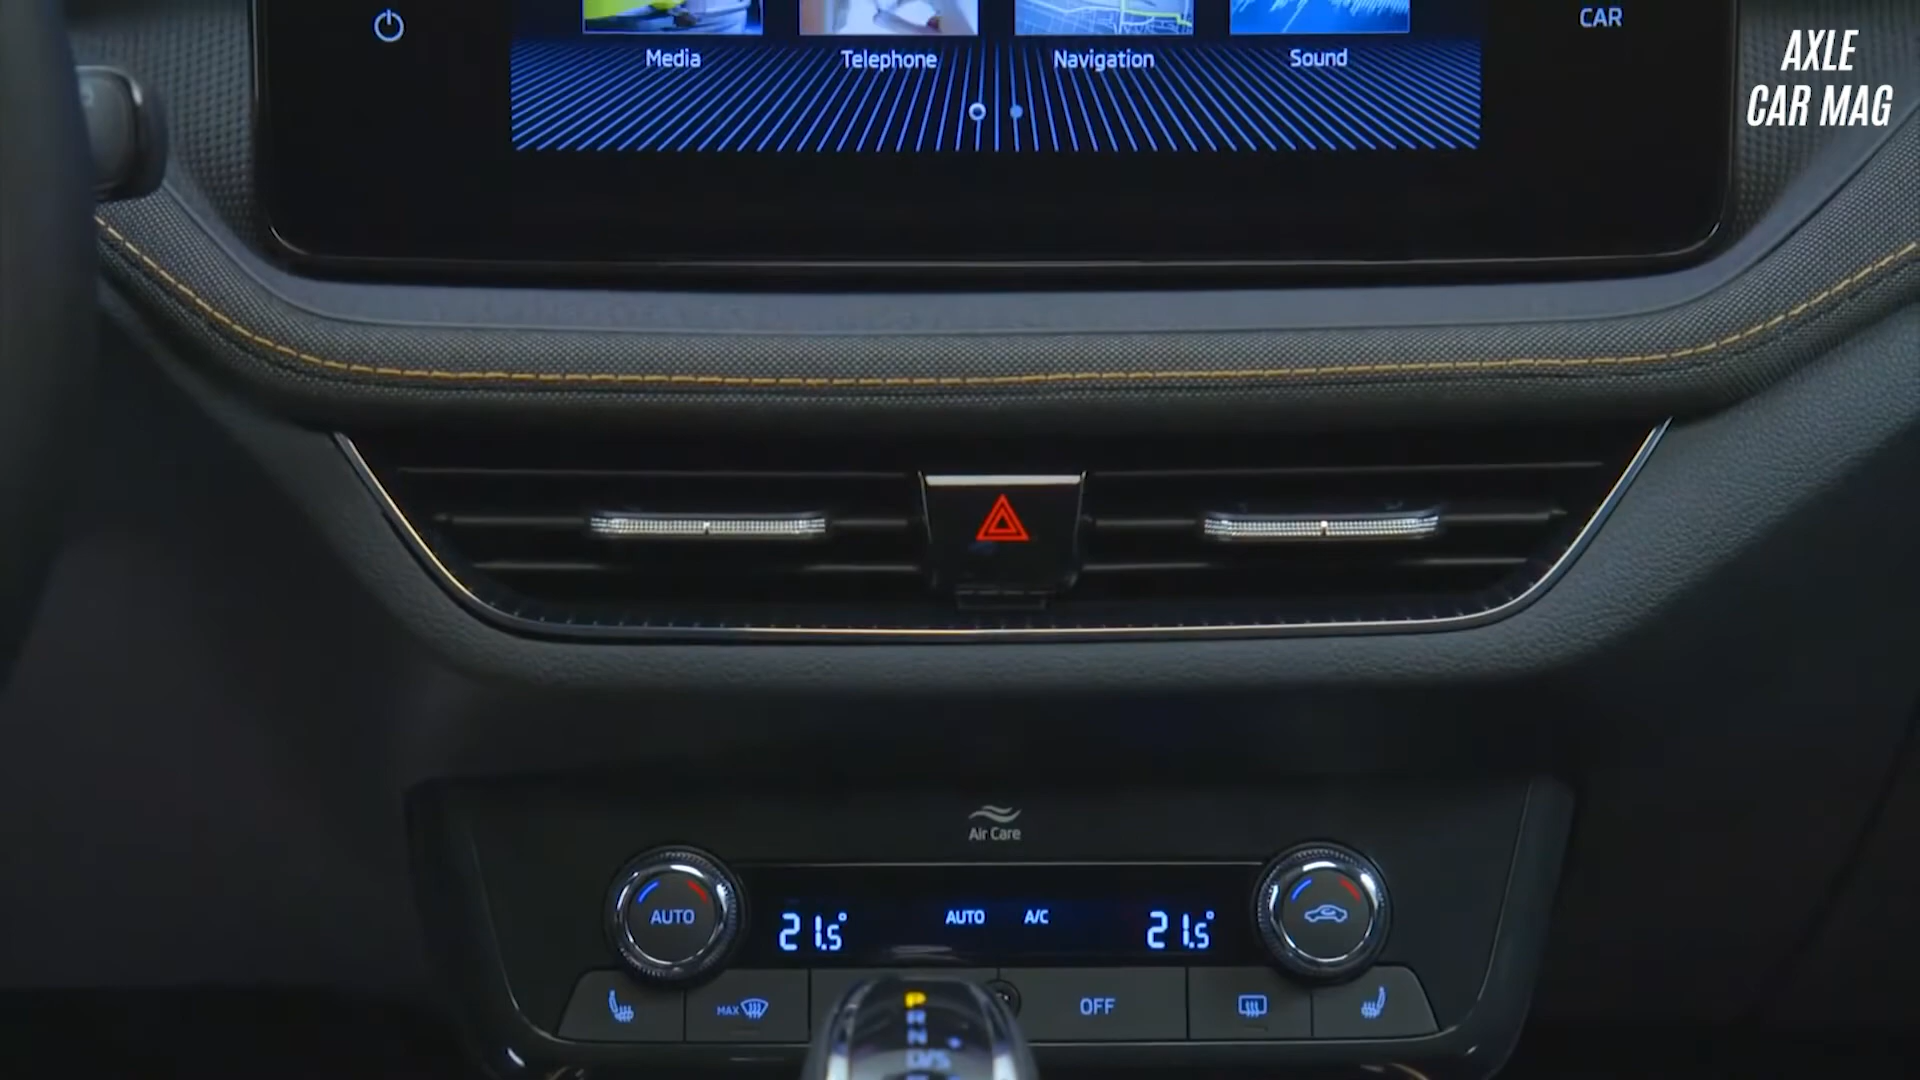 CAR
AXLE
CAR MAG
Media
Telephone
Navigation
Sound
Air Care
AUTO
21.5°
AUTO
A/C
21.5°
MAX
OFF
P
R
N
D/S